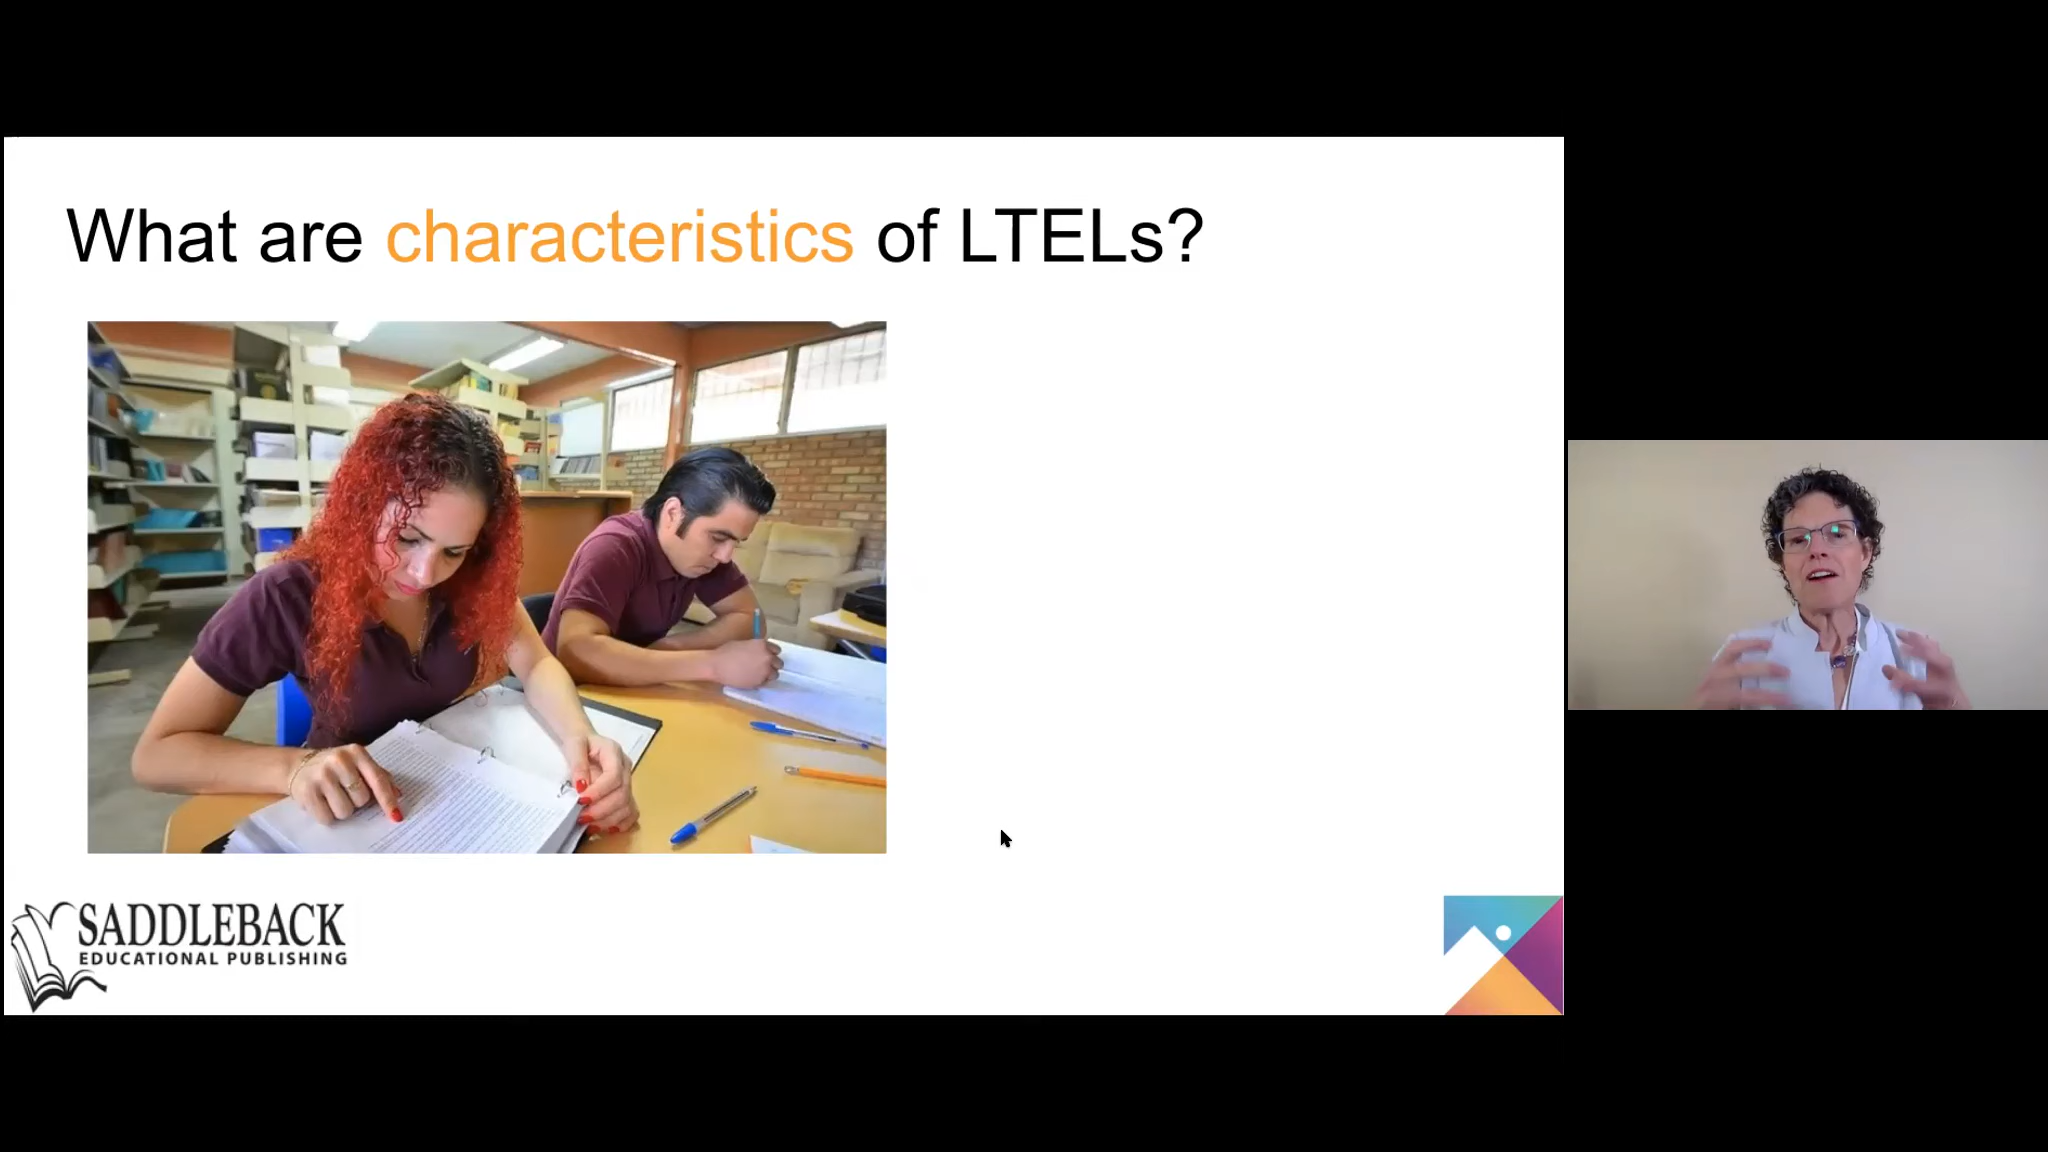 What are characteristics of LTELs?
SADDLEBACK
EDUCATIONAL PUBLISHING